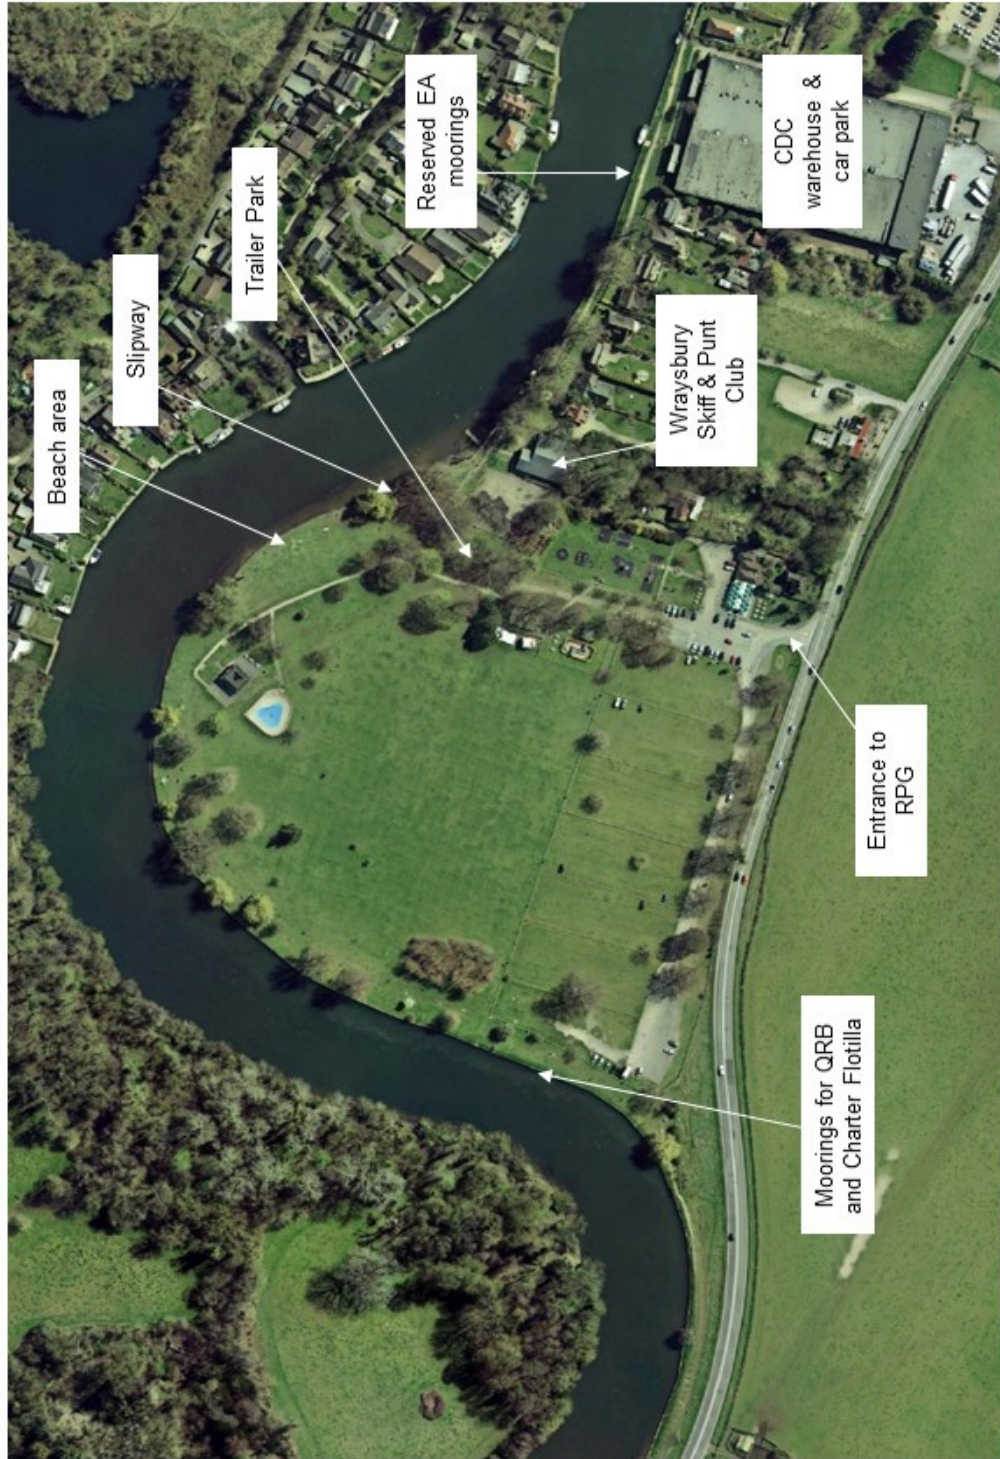 Beach area
Slipway
Trailer Park
Reserved EA
moorings
Wraysbury
Skiff & Punt
Club
CDC
warehouse &
car park
Moorings for QRB
and Charter Flotilla
Entrance to
RPG